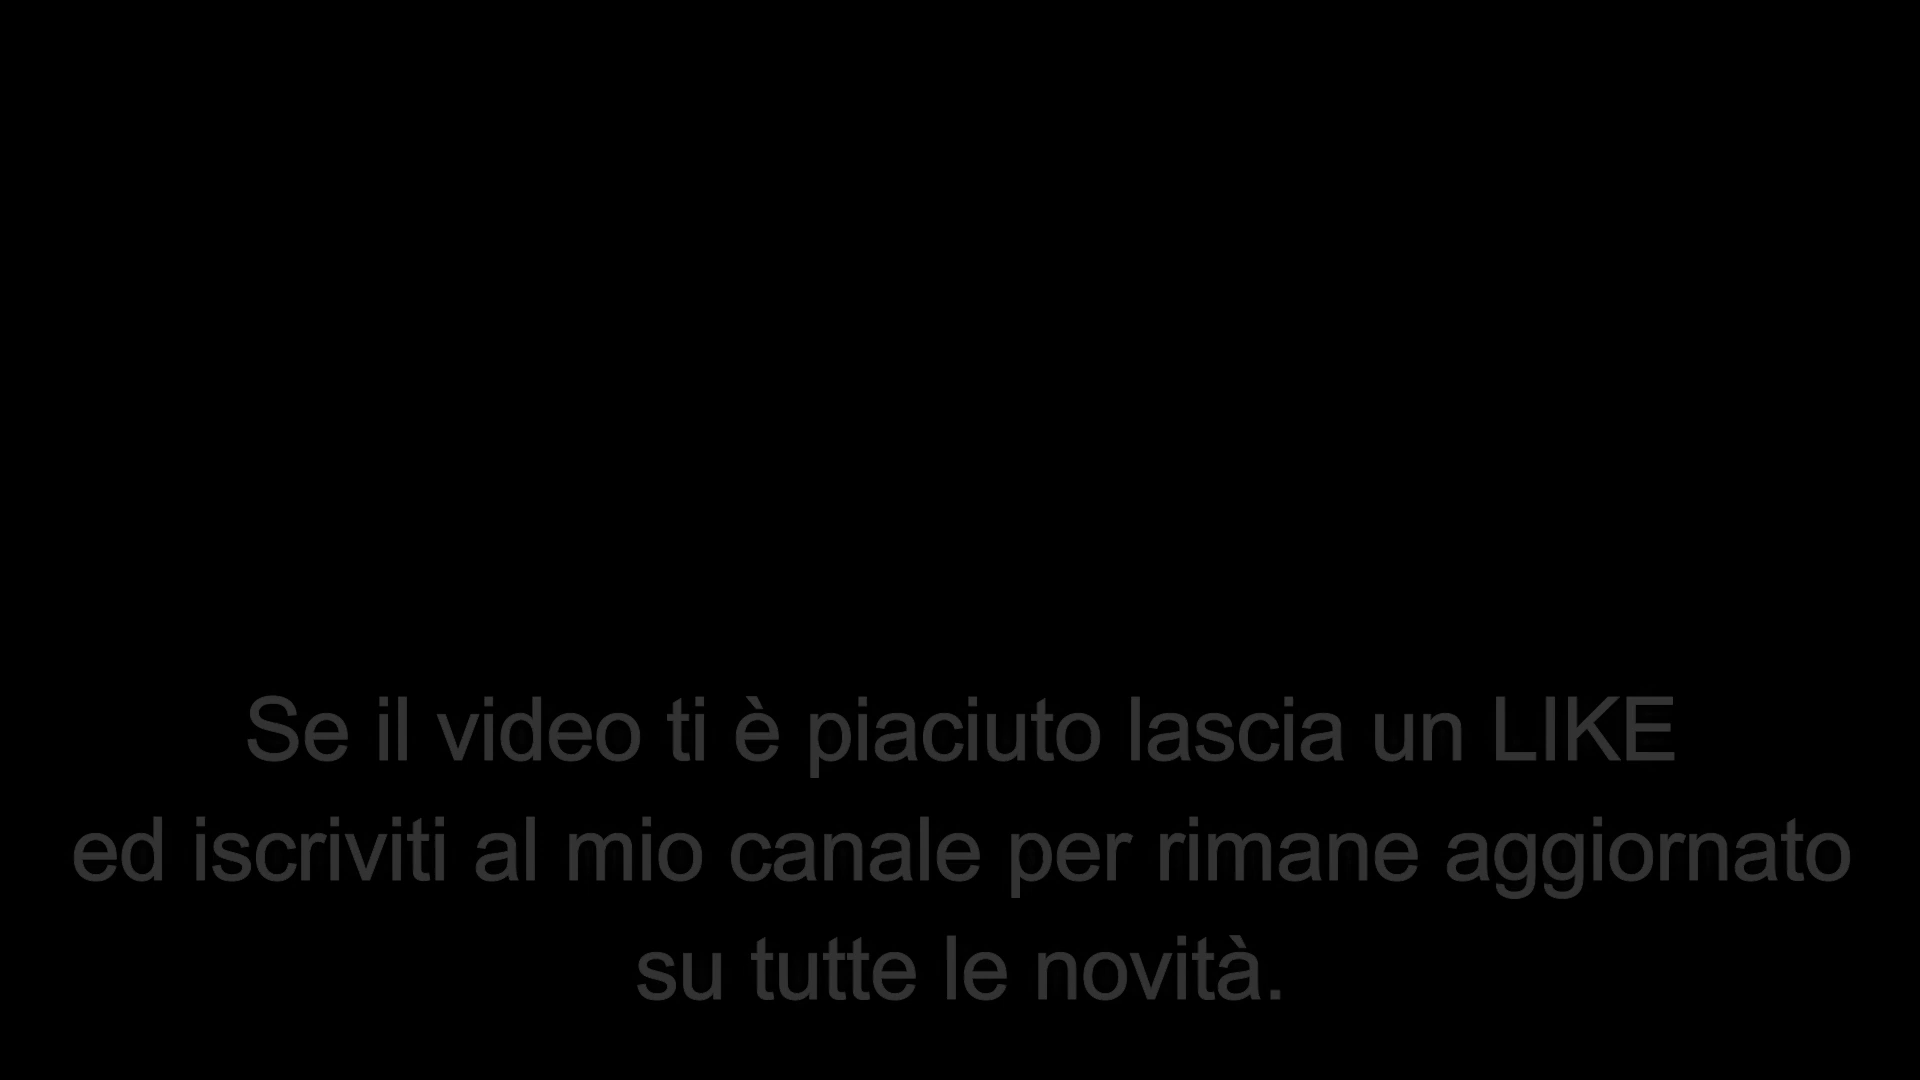 Se il video ti è piaciuto lascia un LIKE
ed iscriviti al mio canale per rimane aggiornato
su tutte le novità.